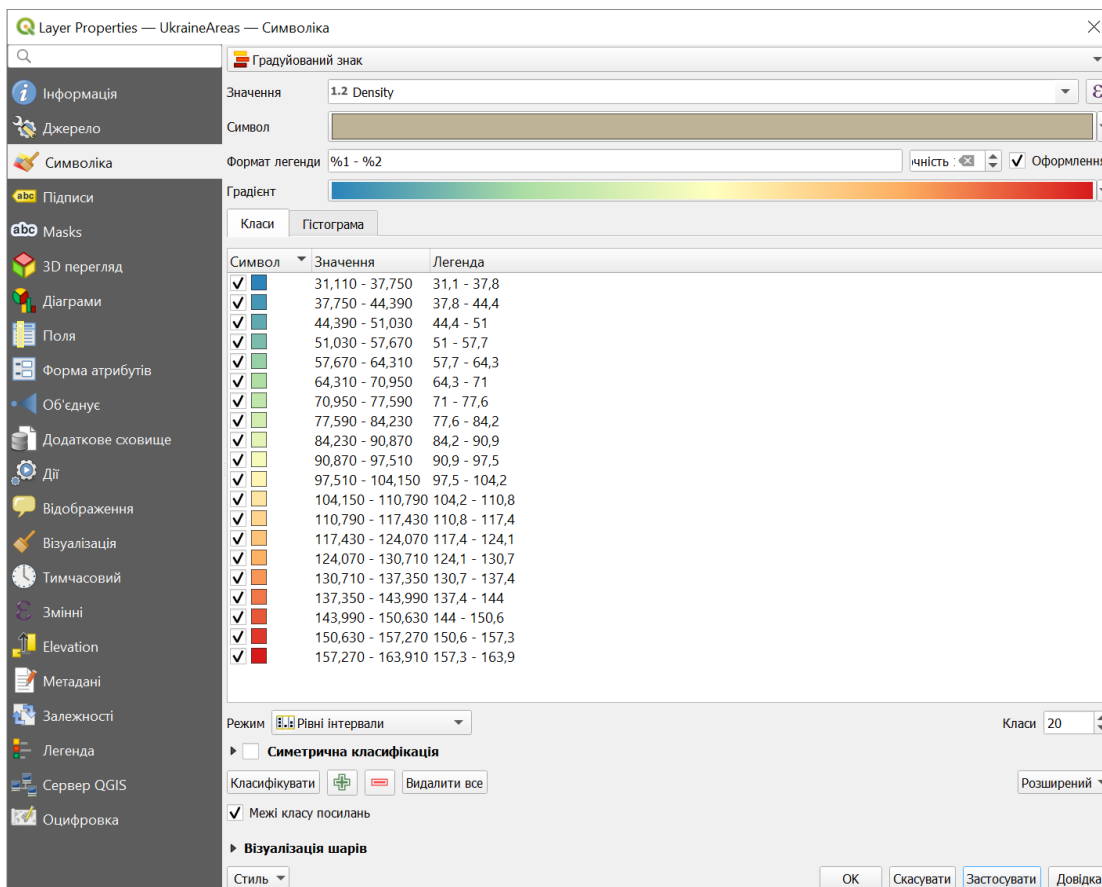 Layer Properties — UkraineAreas — Символіка
Градуйований знак
Інформація
Джерело
Символіка
Підписи
Masks
3D перегляд
Діаграми
Поля
Форма атрибутів
Об'єднує
Додаткове сховище
Дії
Відображення
Візуалізація
Тимчасовий
Змінні
Elevation
Метадані
Залежності
Легенда
Сервер QGIS
Оцифровка
Значення 1.2 Density ε
Символ
Формат легенди %1 - %2 чність : Оформлення
Градієнт
Класи Гістограма
Символ Значення Легенда
31,110 - 37,750 31,1 - 37,8
37,750 - 44,390 37,8 - 44,4
44,390 - 51,030 44,4 - 51
51,030 - 57,670 51 - 57,7
57,670 - 64,310 57,7 - 64,3
64,310 - 70,950 64,3 - 71
70,950 - 77,590 71 - 77,6
77,590 - 84,230 77,6 - 84,2
84,230 - 90,870 84,2 - 90,9
90,870 - 97,510 90,9 - 97,5
97,510 - 104,150 97,5 - 104,2
104,150 - 110,790 104,2 - 110,8
110,790 - 117,430 110,8 - 117,4
117,430 - 124,070 117,4 - 124,1
124,070 - 130,710 124,1 - 130,7
130,710 - 137,350 130,7 - 137,4
137,350 - 143,990 137,4 - 144
143,990 - 150,630 144 - 150,6
150,630 - 157,270 150,6 - 157,3
157,270 - 163,910 157,3 - 163,9
Режим Рівні інтервали Класи 20
Симетрична класифікація
Класифікувати Видалити все Розширений
Межі класу посилань
Візуалізація шарів
Стиль OK Скасувати Застосувати Довідка